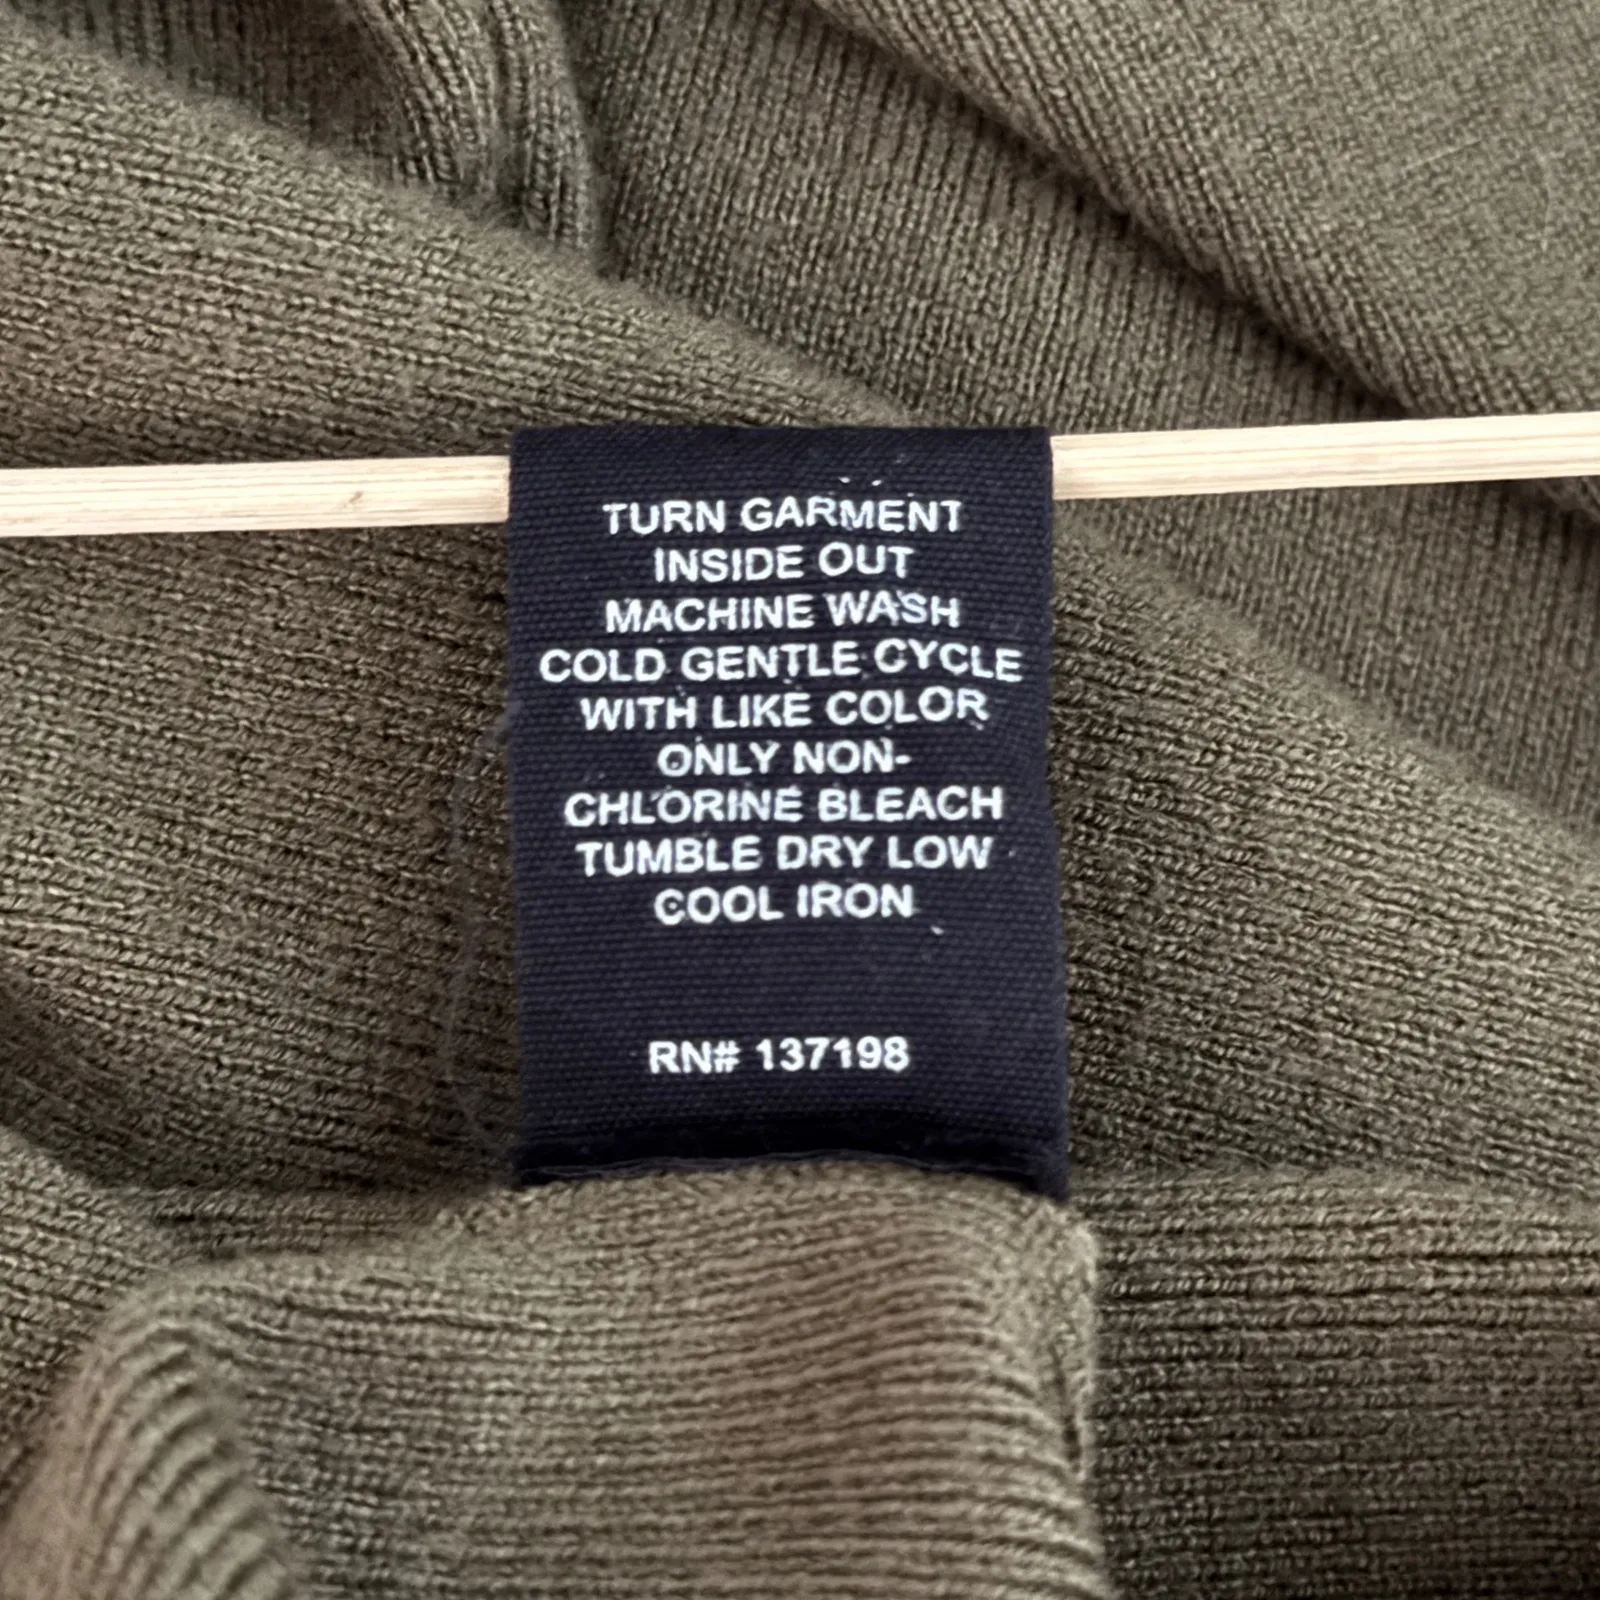 TURN GARMENT
INSIDE OUT
MACHINE WASH
COLD GENTLE CYCLE
WITH LIKE COLOR
ONLY NON-
CHLORINE BLEACH
TUMBLE DRY LOW
COOL IRON
RN# 137198